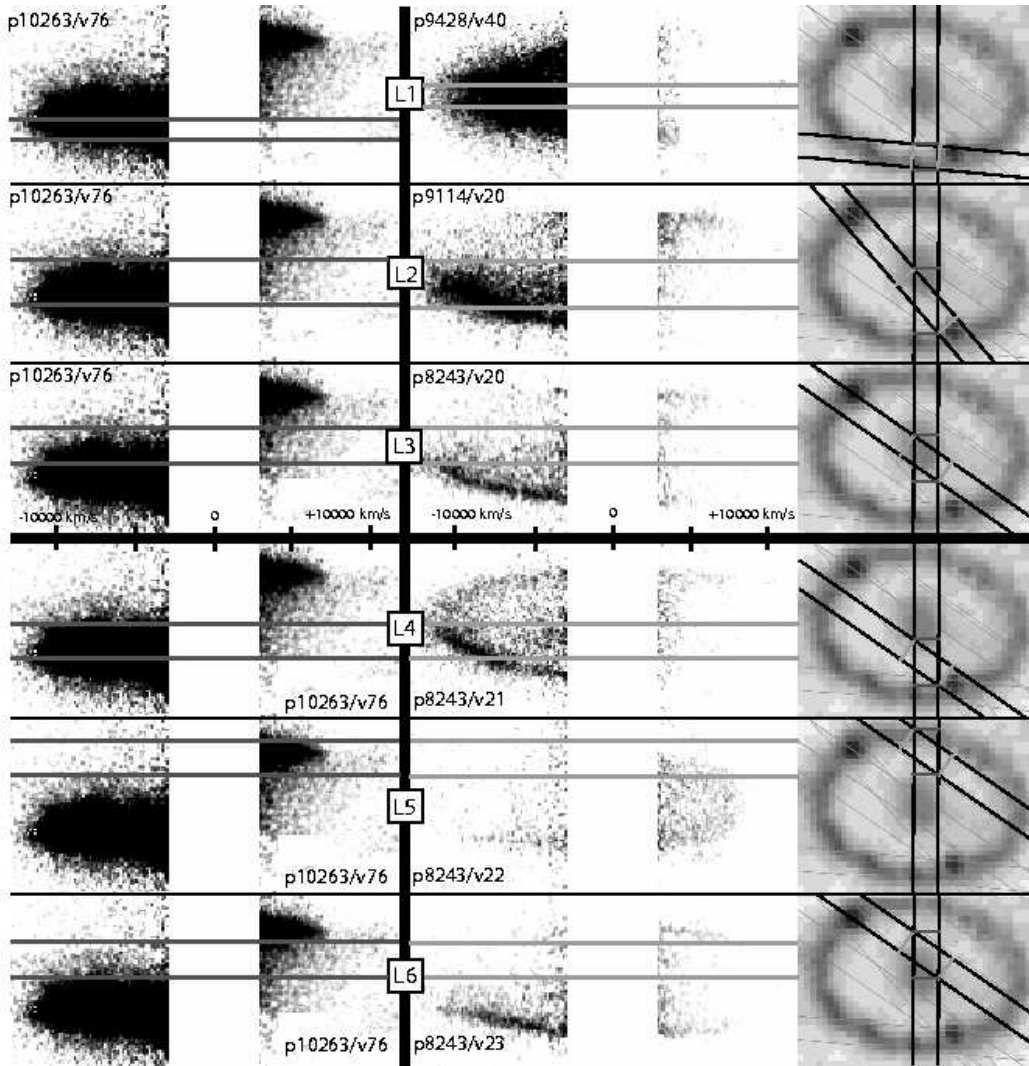 p10263/v76
p9428/v40
L1
p10263/v76
p9114/v20
L2
p10263/v76
p8243/v20
L3
-10000 km/s 0 +10000 km/s
-10000 km/s 0 +10000 km/s
L4
p10263/v76
p8243/v21
L5
p10263/v76
p8243/v22
L6
p10263/v76
p8243/v23